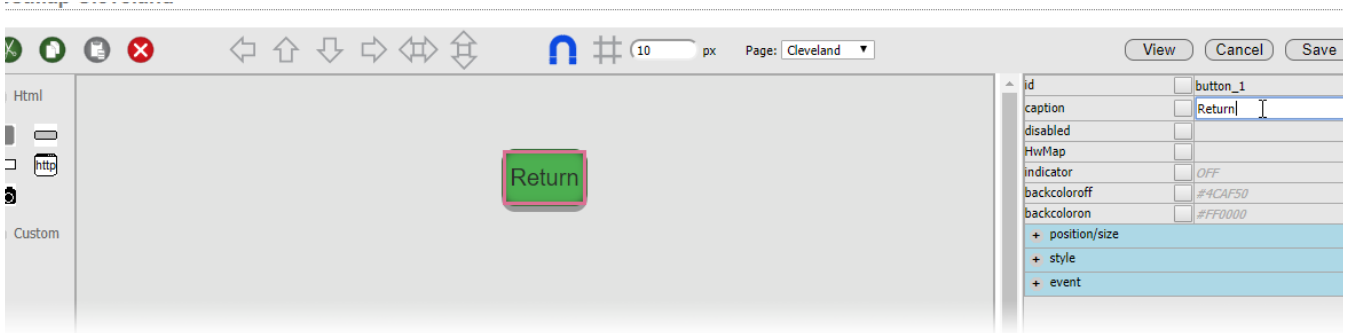 10 px Page: Cleveland View Cancel Save
Html
http
Custom
Return
id button_1
caption Return
disabled
HwMap
indicator OFF
backcoloroff #4CAF50
backcoloron #FF0000
+ position/size
+ style
+ event